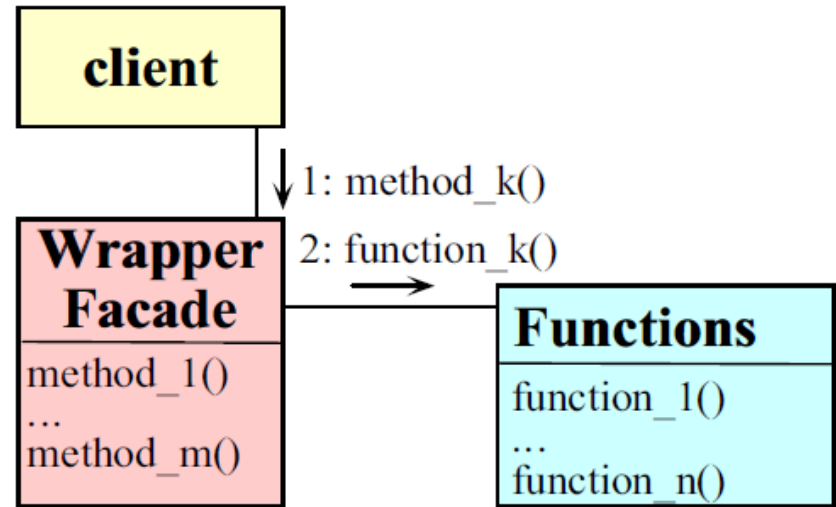 client
1: method_k()
2: function_k()
Wrapper
Facade
method_1()
...
method_m()
Functions
function_1()
...
function_n()